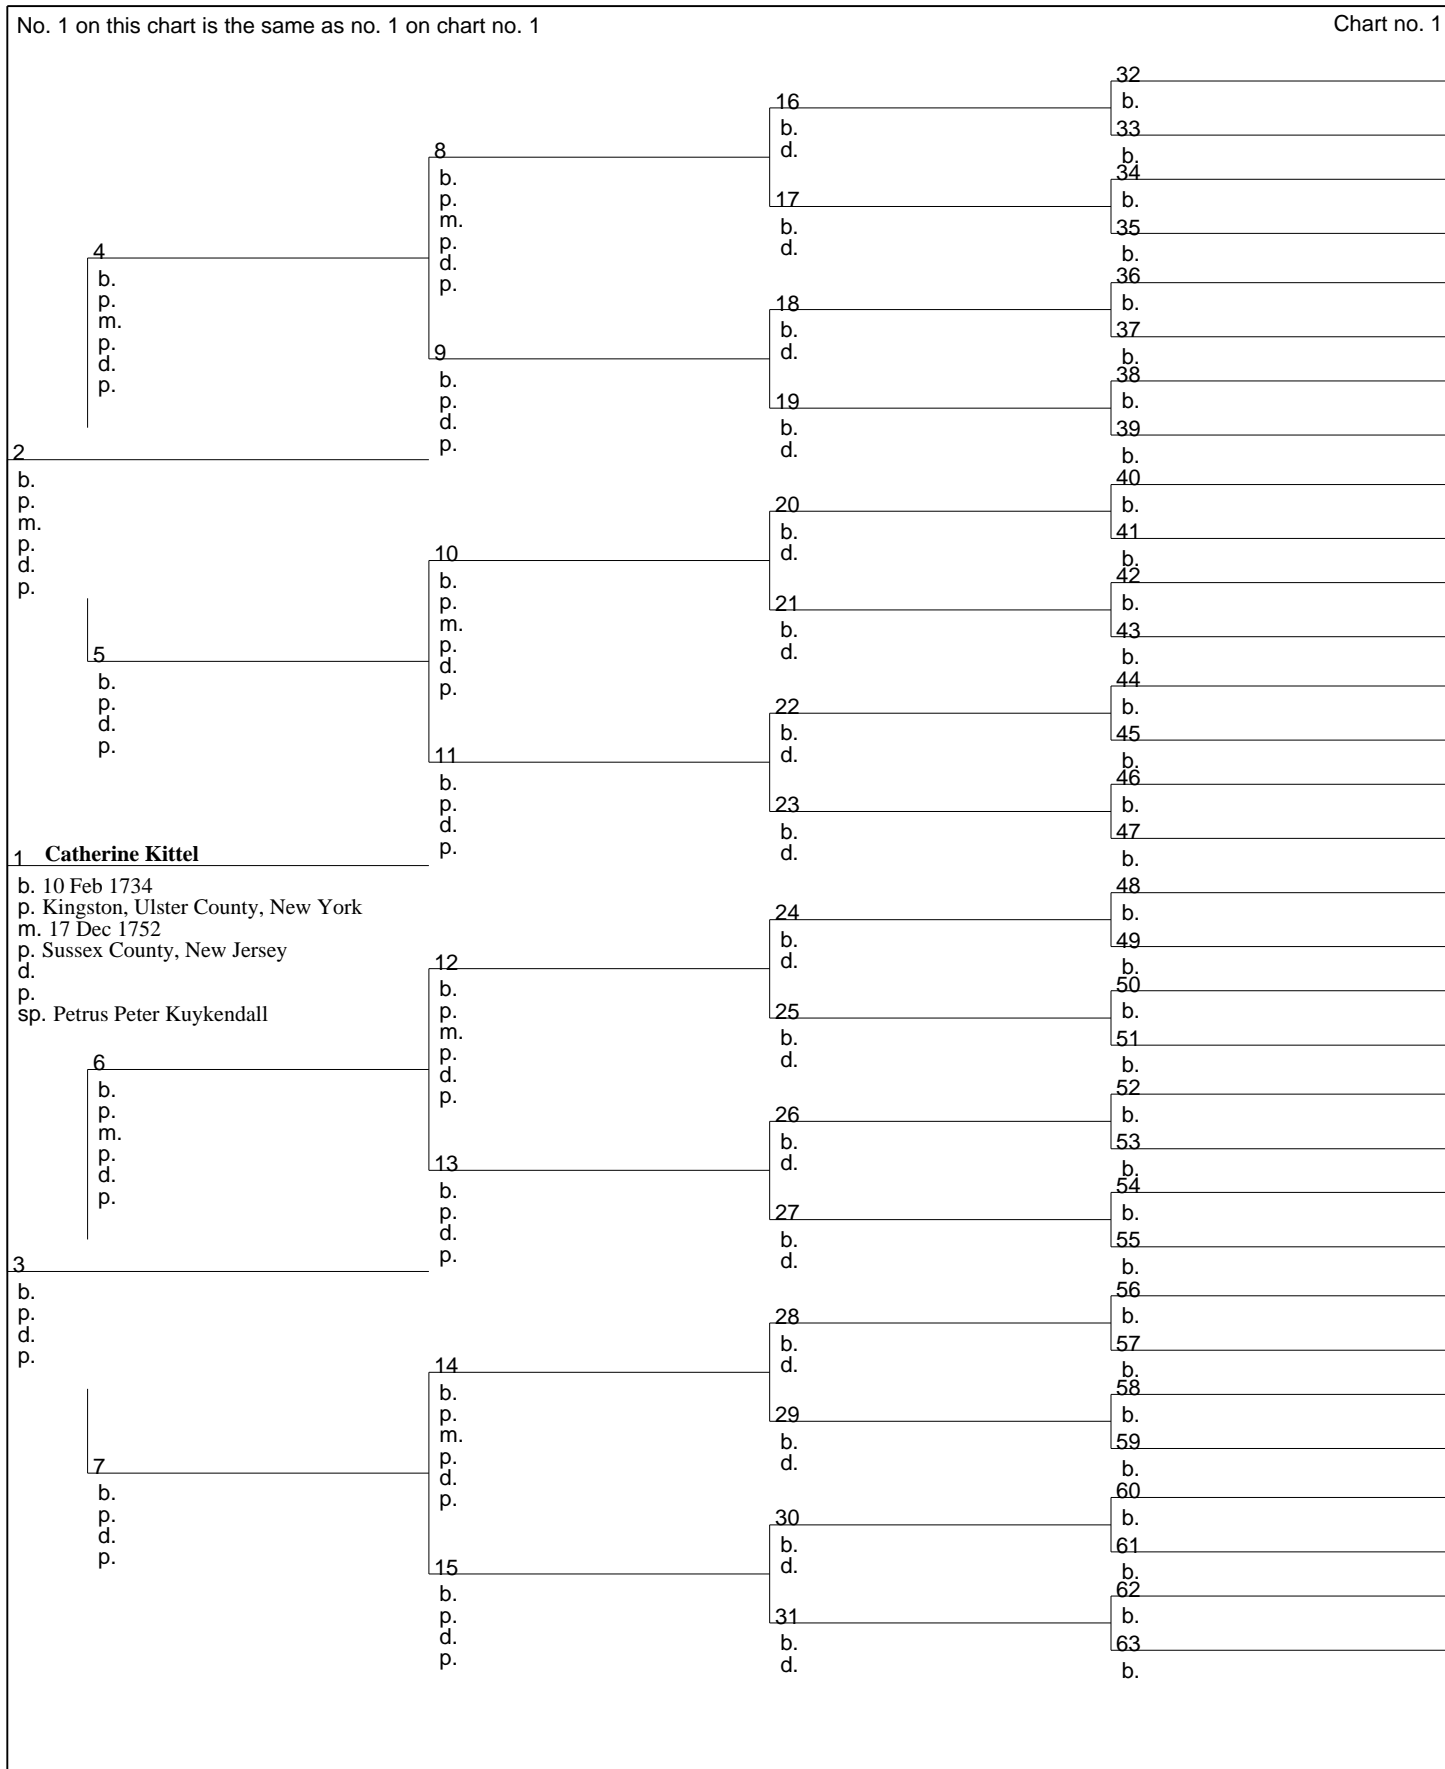 No. 1 on this chart is the same as no. 1 on chart no. 1
Chart no. 1
2
b.
p.
m.
p.
d.
p.
1 Catherine Kittel
b. 10 Feb 1734
p. Kingston, Ulster County, New York
m. 17 Dec 1752
p. Sussex County, New Jersey
d.
p.
sp. Petrus Peter Kuykendall
3
b.
p.
d.
p.
4
b.
p.
m.
p.
d.
p.
5
b.
p.
d.
p.
6
b.
p.
m.
p.
d.
p.
7
b.
p.
d.
p.
8
b.
p.
m.
p.
d.
p.
9
b.
p.
d.
p.
10
b.
p.
m.
p.
d.
p.
11
b.
p.
d.
p.
12
b.
p.
m.
p.
d.
p.
13
b.
p.
d.
p.
14
b.
p.
m.
p.
d.
p.
15
b.
p.
d.
p.
16
b.
d.
17
b.
d.
18
b.
d.
19
b.
d.
20
b.
d.
21
b.
d.
22
b.
d.
23
b.
d.
24
b.
d.
25
b.
d.
26
b.
d.
27
b.
d.
28
b.
d.
29
b.
d.
30
b.
d.
31
b.
d.
32
b.
33
b.
34
b.
35
b.
36
b.
37
b.
38
b.
39
b.
40
b.
41
b.
42
b.
43
b.
44
b.
45
b.
46
b.
47
b.
48
b.
49
b.
50
b.
51
b.
52
b.
53
b.
54
b.
55
b.
56
b.
57
b.
58
b.
59
b.
60
b.
61
b.
62
b.
63
b.